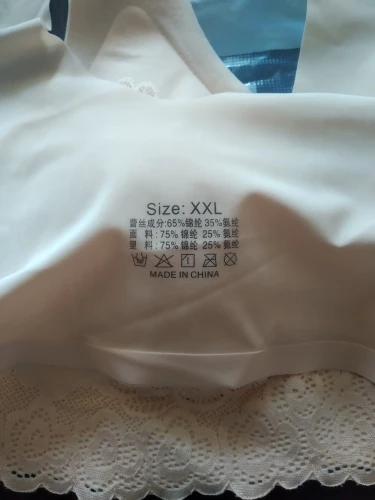 Size: XXL
蕾丝成分:65%锦纶 35%氨纶
面 料:75% 锦纶 25% 氨纶
里 料:75% 锦纶 25% 氨纶
MADE IN CHINA